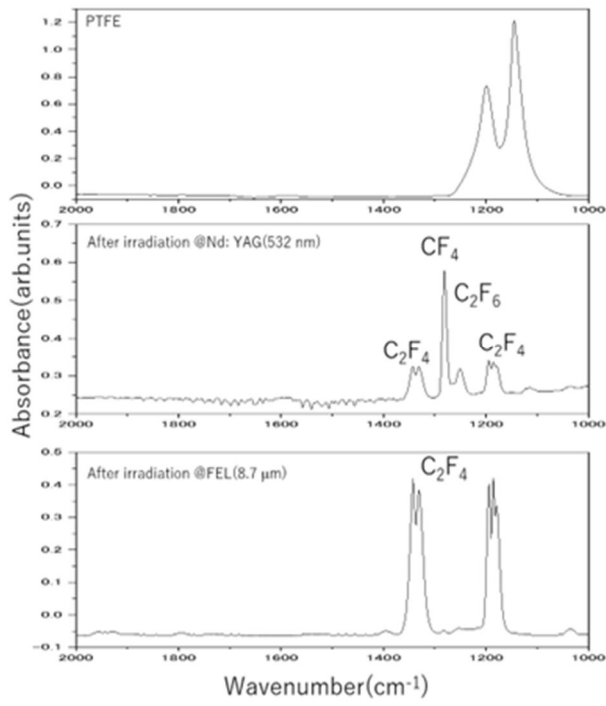 PTFE
1.2
1.0
0.8
0.6
0.4
0.2
0.0
2000 1800 1600 1400 1200 1000
After irradiation @Nd: YAG(532 nm)
0.7
0.6
0.5
0.4
0.3
0.2
CF4
C2F6
C2F4
C2F4
2000 1800 1600 1400 1200 1000
After irradiation @FEL(8.7 μm)
0.5
0.4
0.3
0.2
0.1
0.0
−0.1
C2F4
2000 1800 1600 1400 1200 1000
Absorbance(arb.units)
Wavenumber(cm-1)